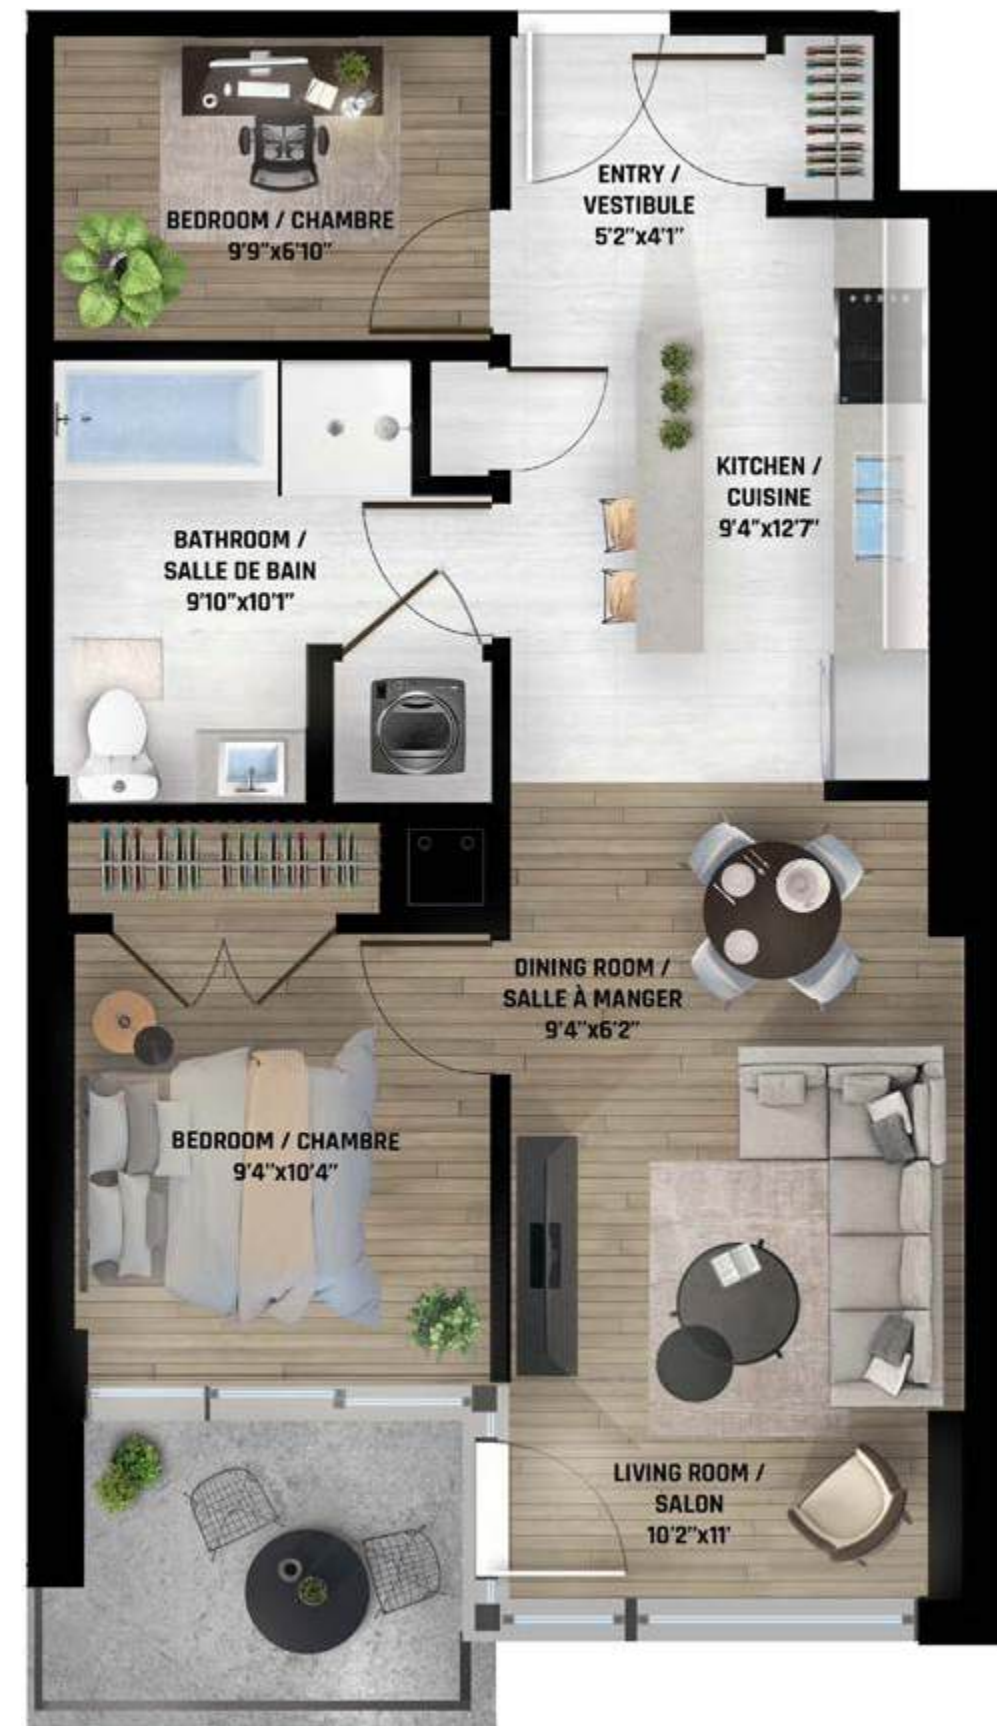 ENTRY /
VESTIBULE
5'2"x4'1"
BEDROOM / CHAMBRE
9'9"x6'10"
KITCHEN /
CUISINE
9'4"x12'7"
BATHROOM /
SALLE DE BAIN
9'10"x10'1"
DINING ROOM /
SALLE À MANGER
9'4"x6'2"
BEDROOM / CHAMBRE
9'4"x10'4"
LIVING ROOM /
SALON
10'2"x11'